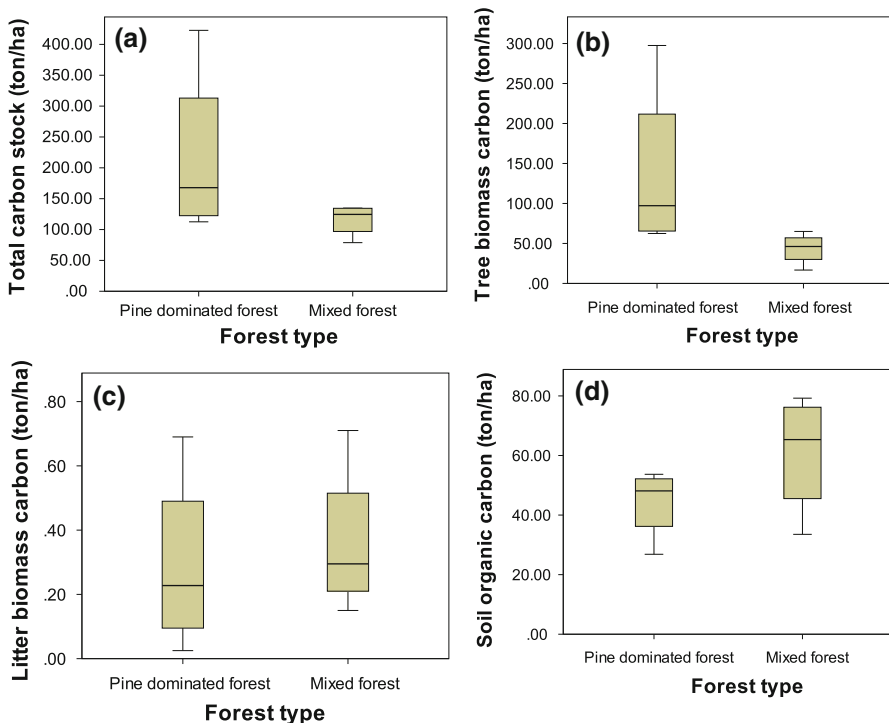 (a)
Total carbon stock (ton/ha)
400.00
350.00
300.00
250.00
200.00
150.00
100.00
50.00
.00
Pine dominated forest Mixed forest
Forest type
(b)
Tree biomass carbon (ton/ha)
300.00
250.00
200.00
150.00
100.00
50.00
.00
Pine dominated forest Mixed forest
Forest type
(c)
Litter biomass carbon (ton/ha)
.80
.60
.40
.20
.00
Pine dominated forest Mixed forest
Forest type
(d)
Soil organic carbon (ton/ha)
80.00
60.00
40.00
20.00
.00
Pine dominated forest Mixed forest
Forest type